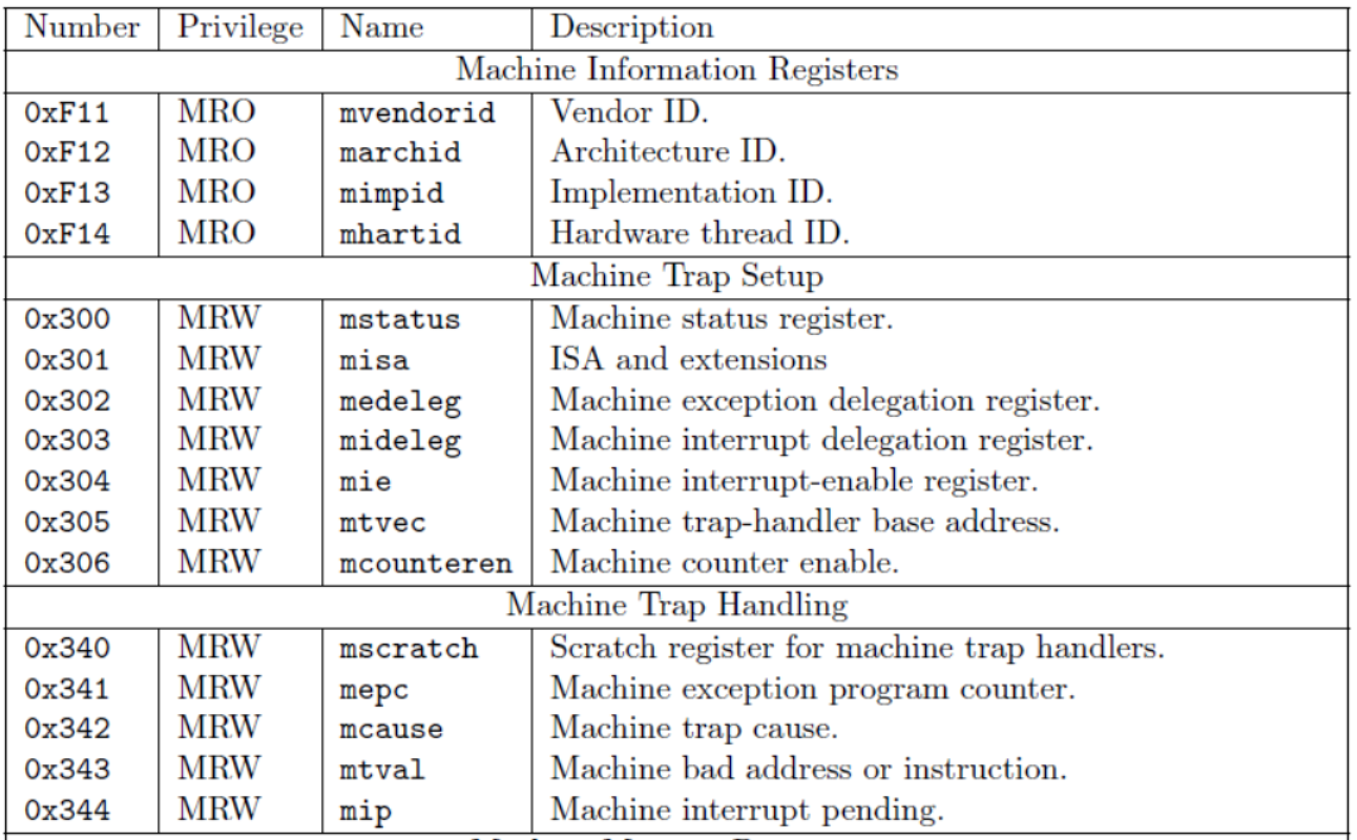 Number Privilege Name Description
Machine Information Registers
0xF11 MRO mvendorid Vendor ID.
0xF12 MRO marchid Architecture ID.
0xF13 MRO mimpid Implementation ID.
0xF14 MRO mhartid Hardware thread ID.
Machine Trap Setup
0x300 MRW mstatus Machine status register.
0x301 MRW misa ISA and extensions
0x302 MRW medeleg Machine exception delegation register.
0x303 MRW mideleg Machine interrupt delegation register.
0x304 MRW mie Machine interrupt-enable register.
0x305 MRW mtvec Machine trap-handler base address.
0x306 MRW mcounteren Machine counter enable.
Machine Trap Handling
0x340 MRW mscratch Scratch register for machine trap handlers.
0x341 MRW mepc Machine exception program counter.
0x342 MRW mcause Machine trap cause.
0x343 MRW mtval Machine bad address or instruction.
0x344 MRW mip Machine interrupt pending.